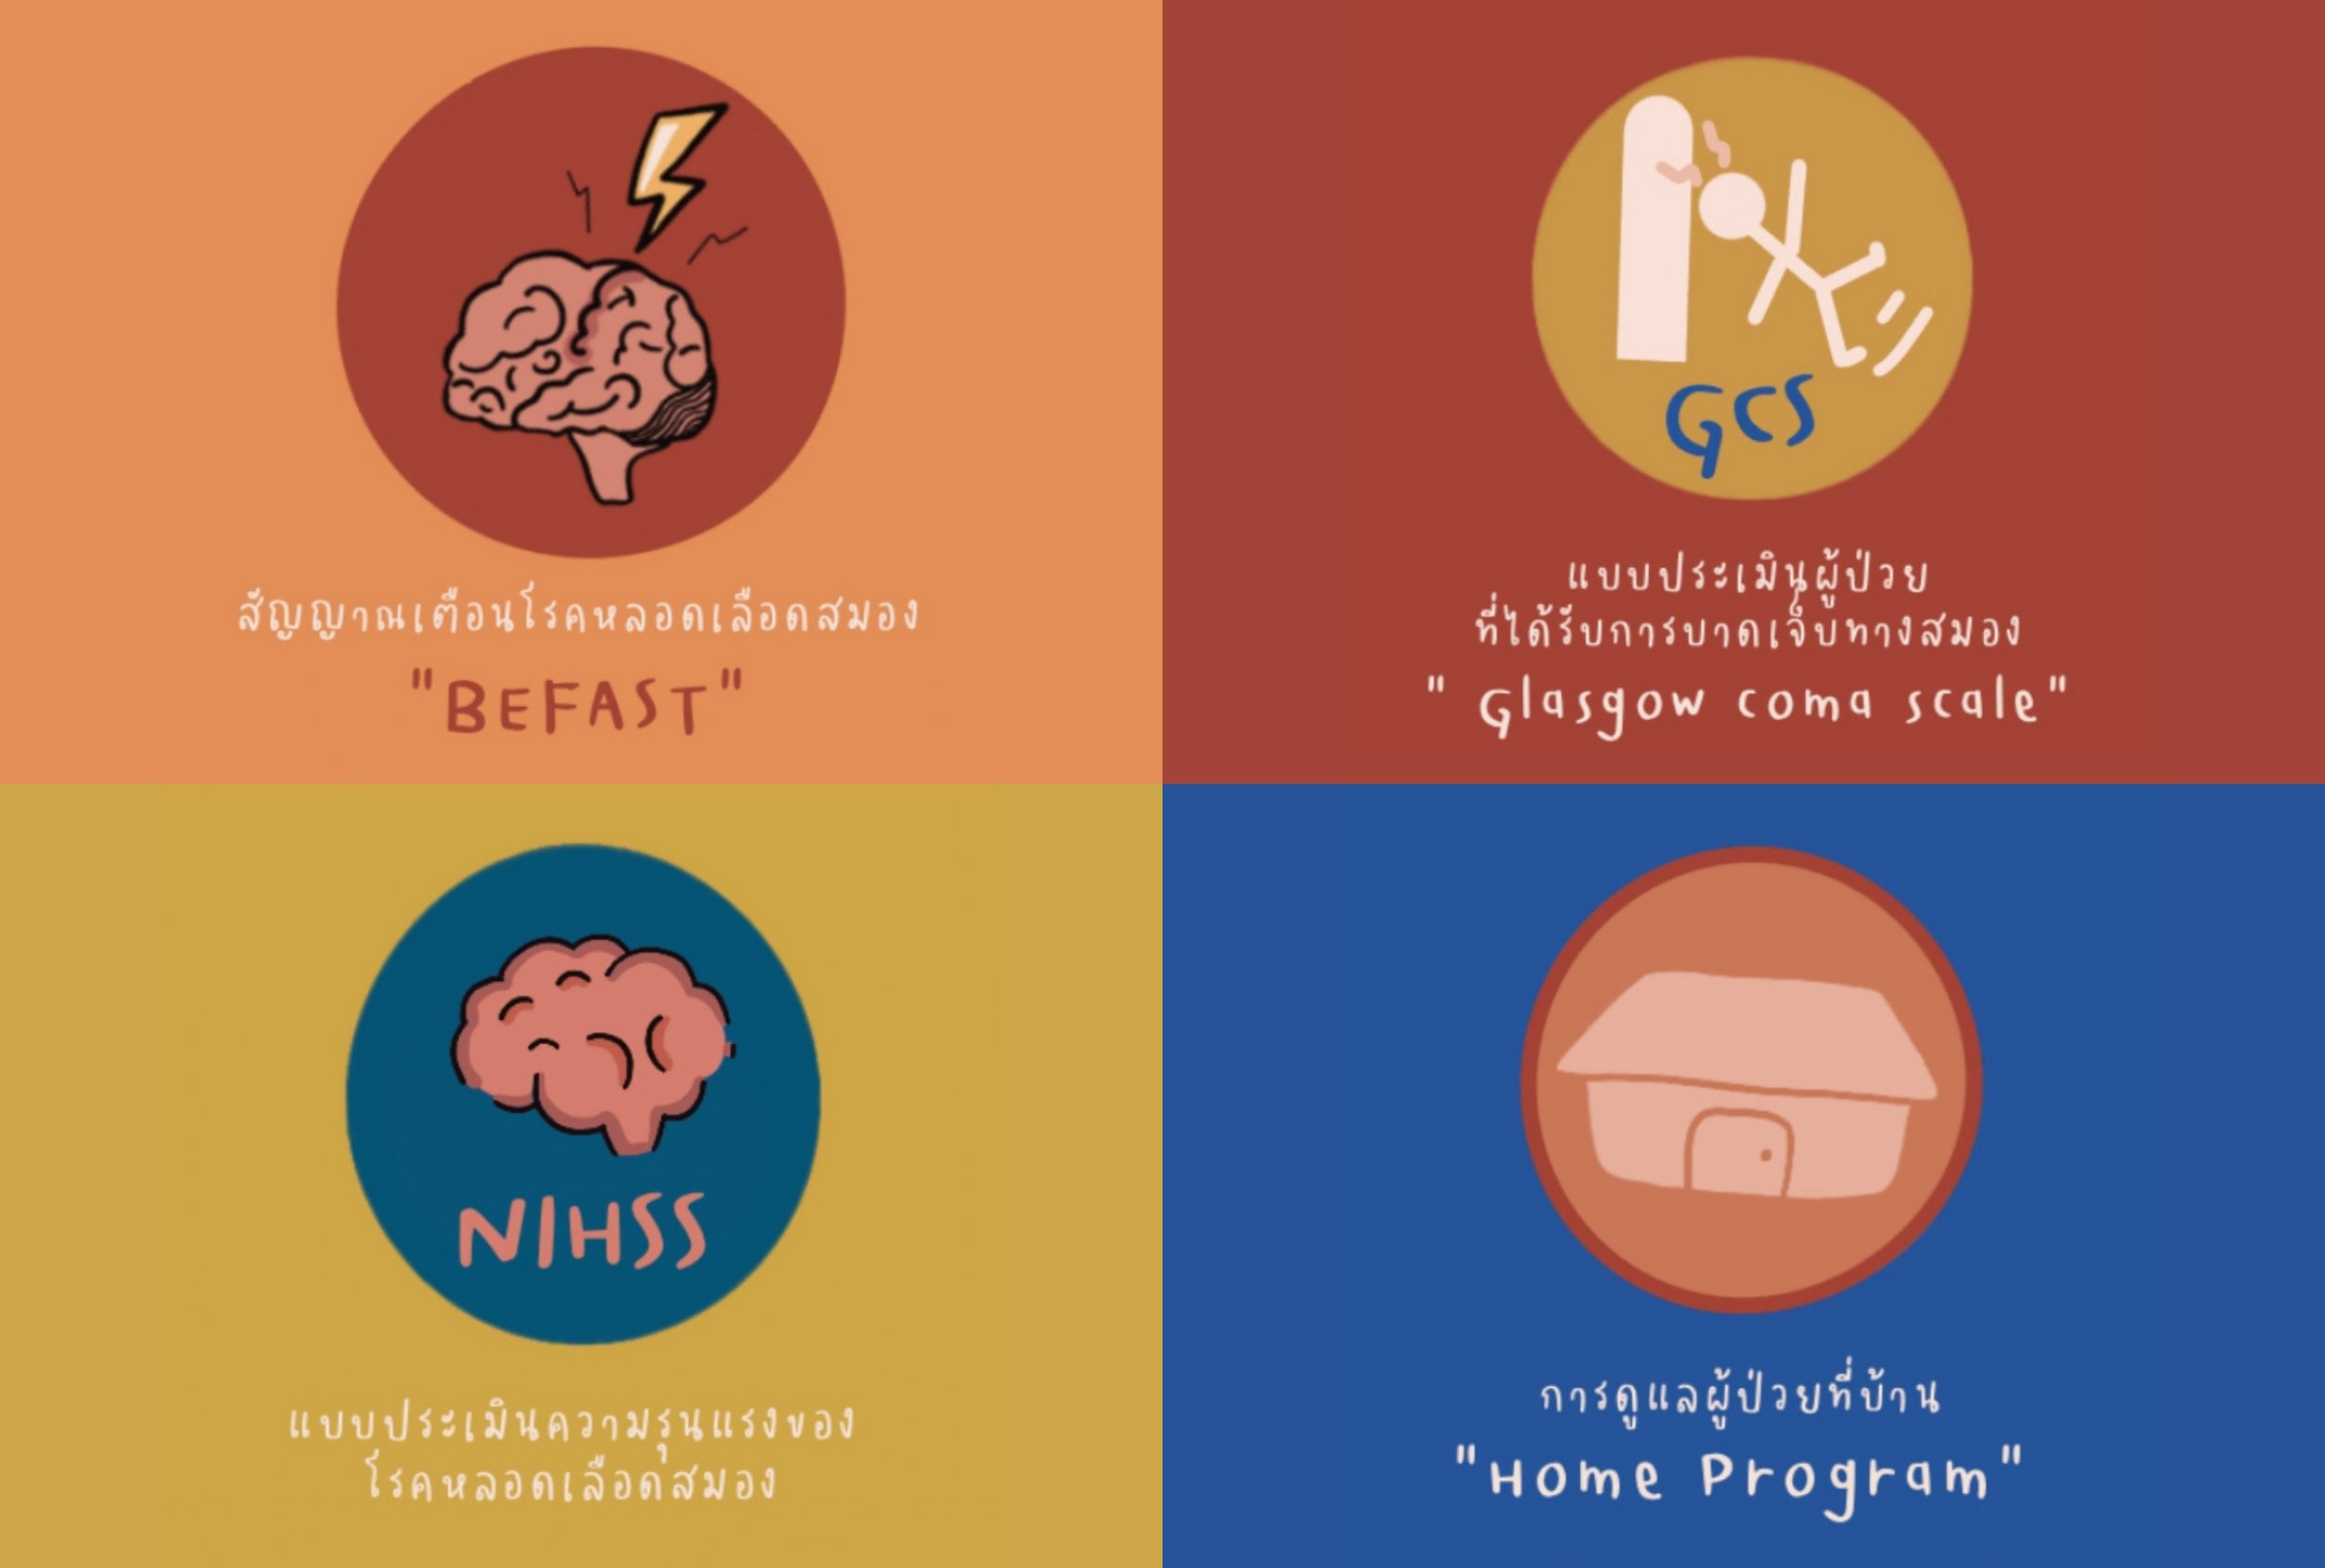 สัญญาณเตือนโรคหลอดเลือดสมอง
"BEFAST"
GCS
แบบประเมินผู้ป่วย
ที่ได้รับการบาดเจ็บทางสมอง
" Glasgow coma scale"
NIHSS
แบบประเมินความรุนแรงของ
โรคหลอดเลือดสมอง
การดูแลผู้ป่วยที่บ้าน
"Home Program"